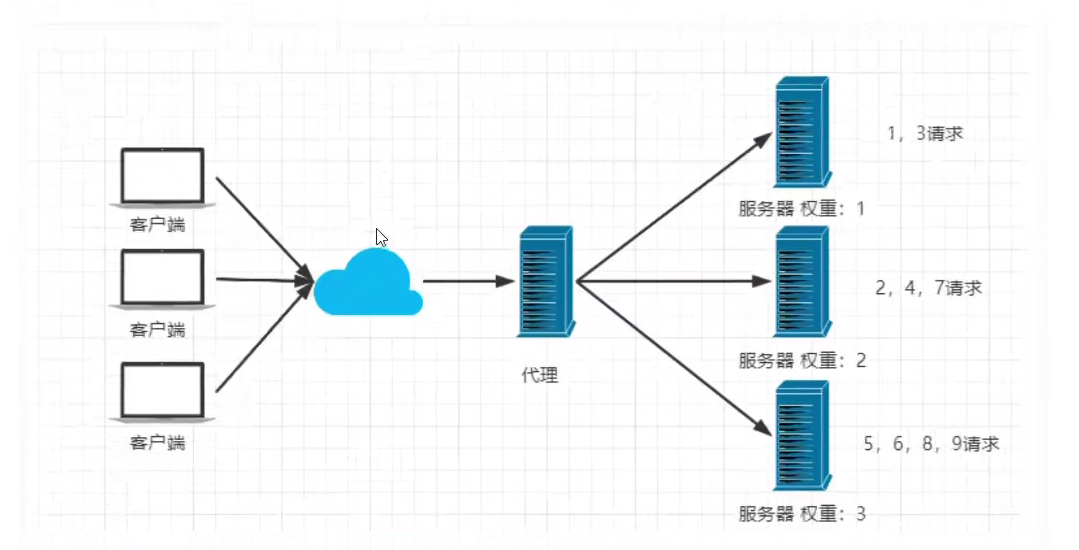 1，3请求
客户端
服务器 权重：1
2，4，7请求
客户端
服务器 权重：2
代理
客户端
5，6，8，9请求
服务器 权重：3